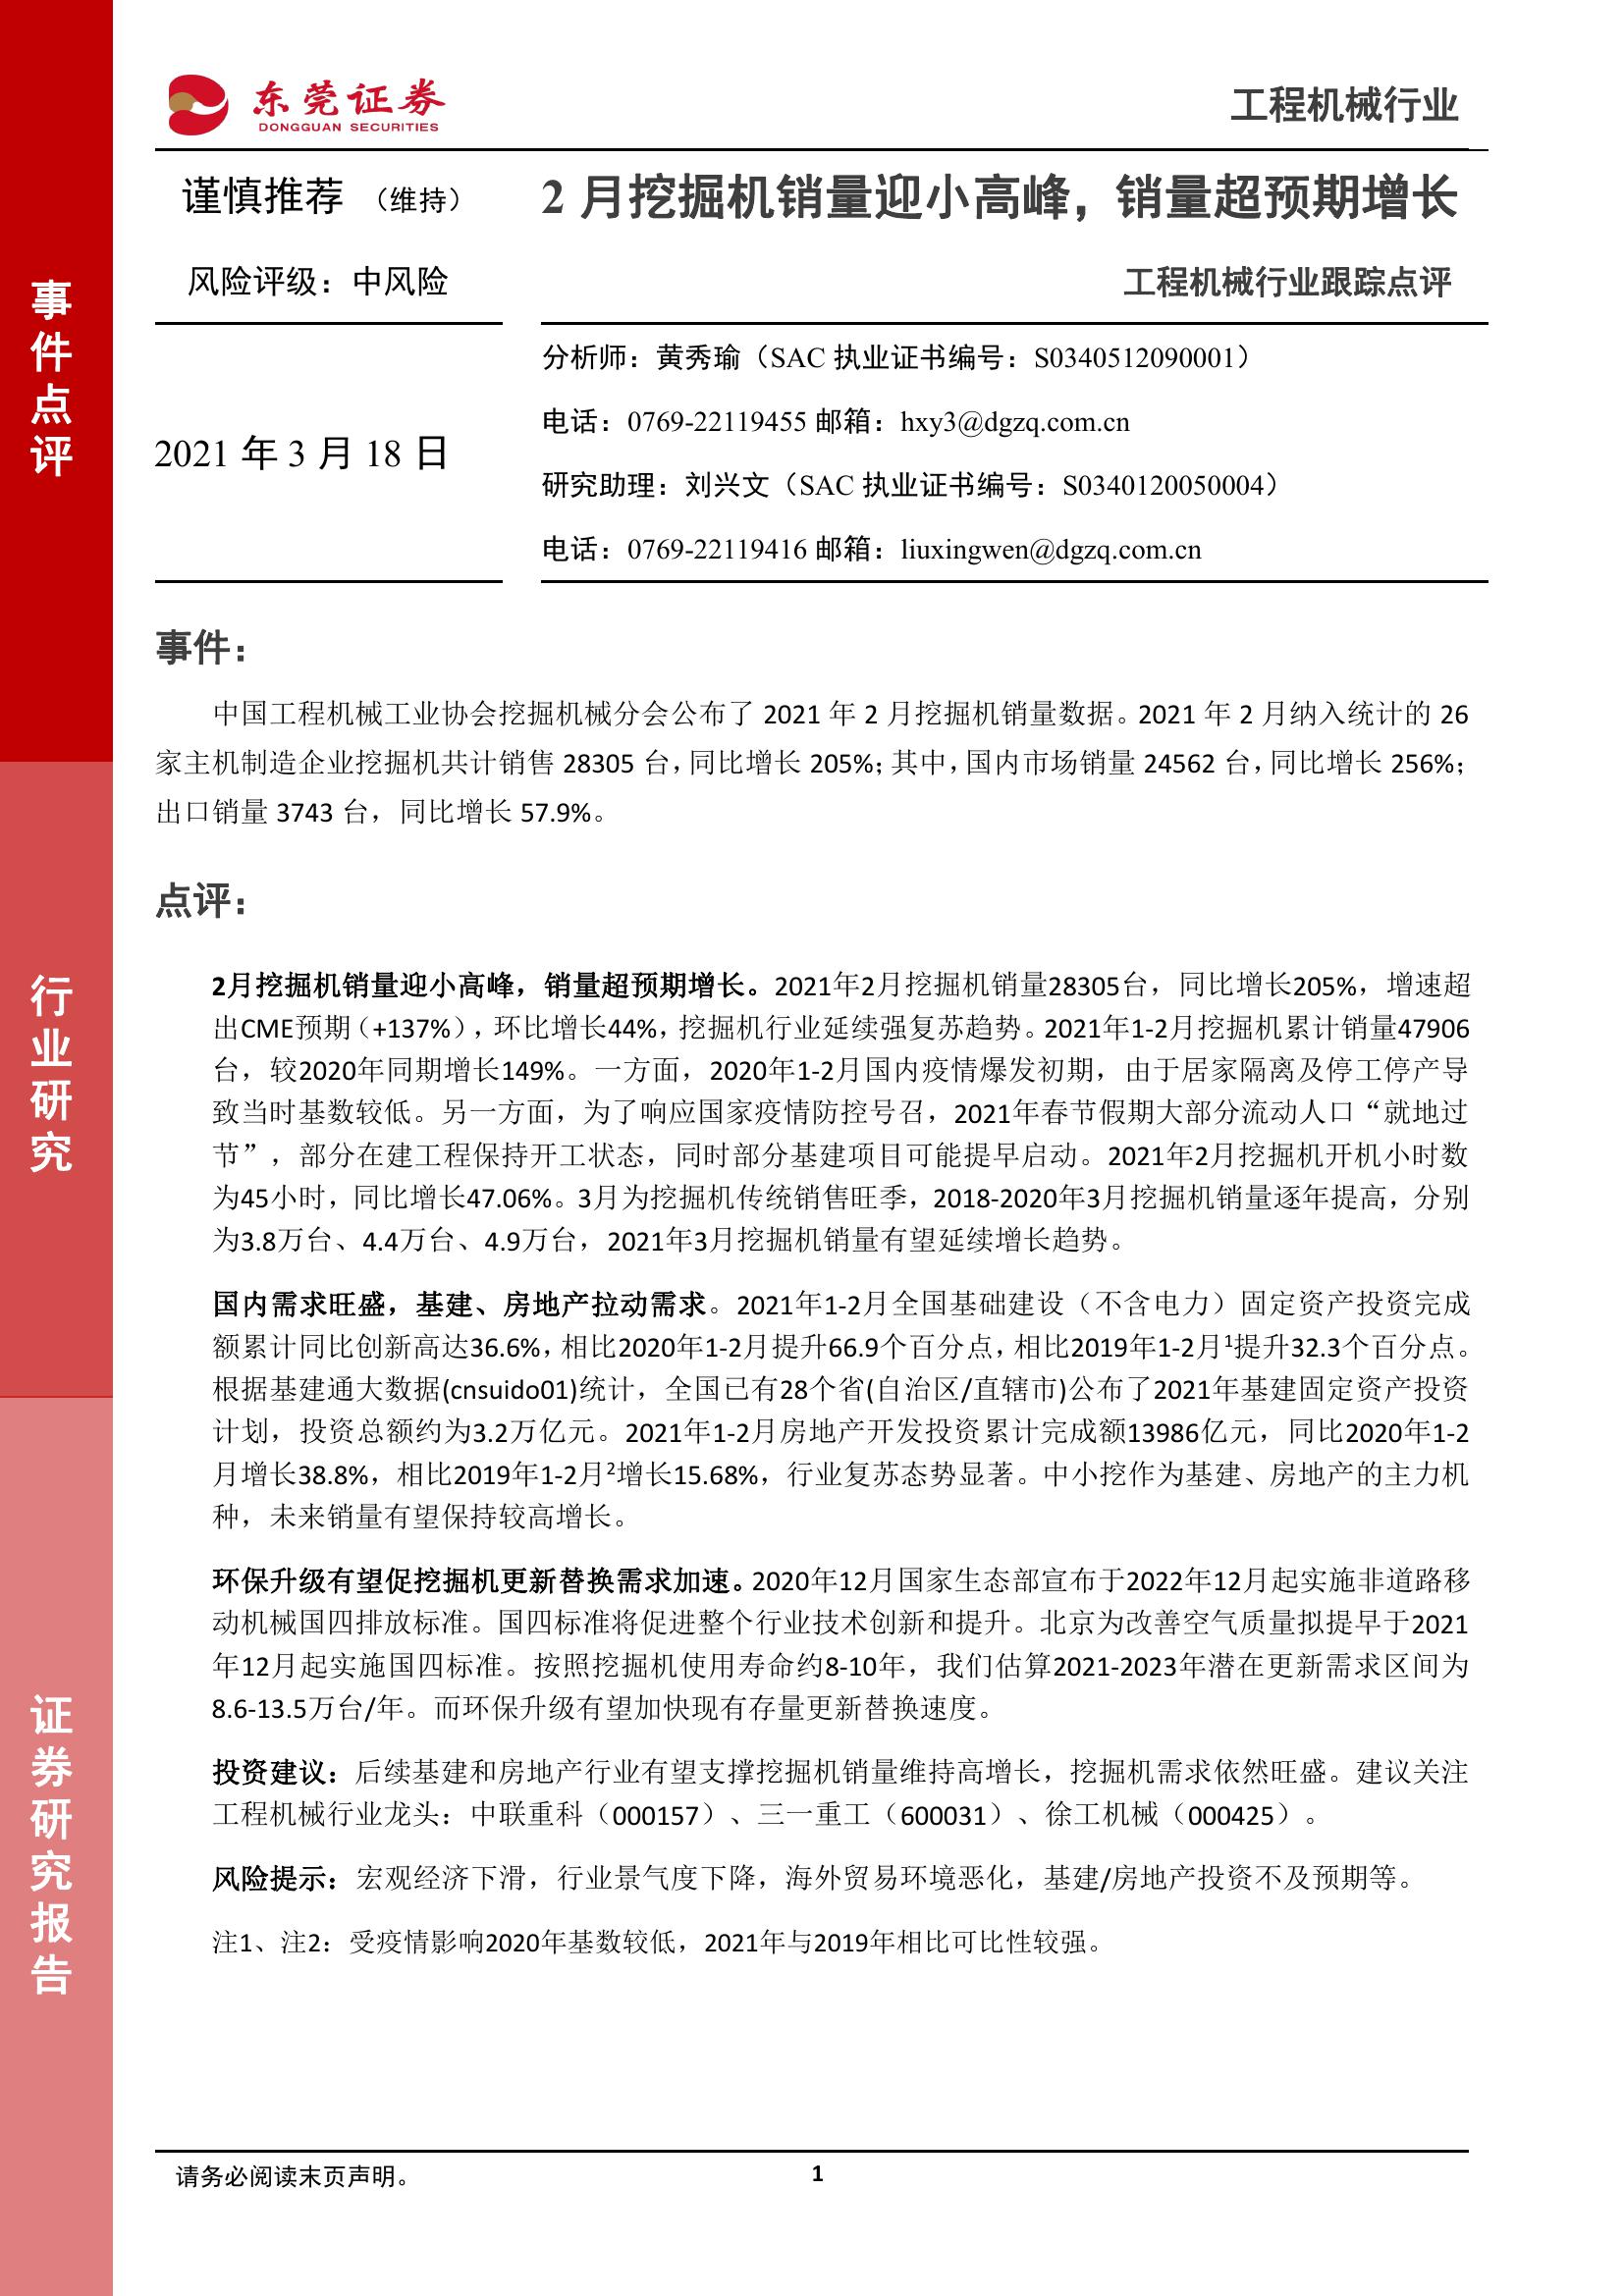 东莞证券
DONGGUAN SECURITIES
工程机械行业
谨慎推荐 （维持）
2 月挖掘机销量迎小高峰，销量超预期增长
风险评级：中风险
工程机械行业跟踪点评
2021 年 3 月 18 日
分析师：黄秀瑜（SAC 执业证书编号：S0340512090001）
电话：0769-22119455 邮箱：hxy3@dgzq.com.cn
研究助理：刘兴文（SAC 执业证书编号：S0340120050004）
电话：0769-22119416 邮箱：liuxingwen@dgzq.com.cn
事件点评
行业研究
证券研究报告
事件：
中国工程机械工业协会挖掘机械分会公布了 2021 年 2 月挖掘机销量数据。2021 年 2 月纳入统计的 26
家主机制造企业挖掘机共计销售 28305 台，同比增长 205%；其中，国内市场销量 24562 台，同比增长 256%；
出口销量 3743 台，同比增长 57.9%。
点评：
2月挖掘机销量迎小高峰，销量超预期增长。2021年2月挖掘机销量28305台，同比增长205%，增速超
出CME预期（+137%），环比增长44%，挖掘机行业延续强复苏趋势。2021年1-2月挖掘机累计销量47906
台，较2020年同期增长149%。一方面，2020年1-2月国内疫情爆发初期，由于居家隔离及停工停产导
致当时基数较低。另一方面，为了响应国家疫情防控号召，2021年春节假期大部分流动人口“就地过
节”，部分在建工程保持开工状态，同时部分基建项目可能提早启动。2021年2月挖掘机开机小时数
为45小时，同比增长47.06%。3月为挖掘机传统销售旺季，2018-2020年3月挖掘机销量逐年提高，分别
为3.8万台、4.4万台、4.9万台，2021年3月挖掘机销量有望延续增长趋势。
国内需求旺盛，基建、房地产拉动需求。2021年1-2月全国基础建设（不含电力）固定资产投资完成
额累计同比创新高达36.6%，相比2020年1-2月提升66.9个百分点，相比2019年1-2月¹提升32.3个百分点。
根据基建通大数据(cnsuido01)统计，全国已有28个省(自治区/直辖市)公布了2021年基建固定资产投资
计划，投资总额约为3.2万亿元。2021年1-2月房地产开发投资累计完成额13986亿元，同比2020年1-2
月增长38.8%，相比2019年1-2月²增长15.68%，行业复苏态势显著。中小挖作为基建、房地产的主力机
种，未来销量有望保持较高增长。
环保升级有望促挖掘机更新替换需求加速。2020年12月国家生态部宣布于2022年12月起实施非道路移
动机械国四排放标准。国四标准将促进整个行业技术创新和提升。北京为改善空气质量拟提早于2021
年12月起实施国四标准。按照挖掘机使用寿命约8-10年，我们估算2021-2023年潜在更新需求区间为
8.6-13.5万台/年。而环保升级有望加快现有存量更新替换速度。
投资建议：后续基建和房地产行业有望支撑挖掘机销量维持高增长，挖掘机需求依然旺盛。建议关注
工程机械行业龙头：中联重科（000157）、三一重工（600031）、徐工机械（000425）。
风险提示：宏观经济下滑，行业景气度下降，海外贸易环境恶化，基建/房地产投资不及预期等。
注1、注2：受疫情影响2020年基数较低，2021年与2019年相比可比性较强。
请务必阅读末页声明。
1